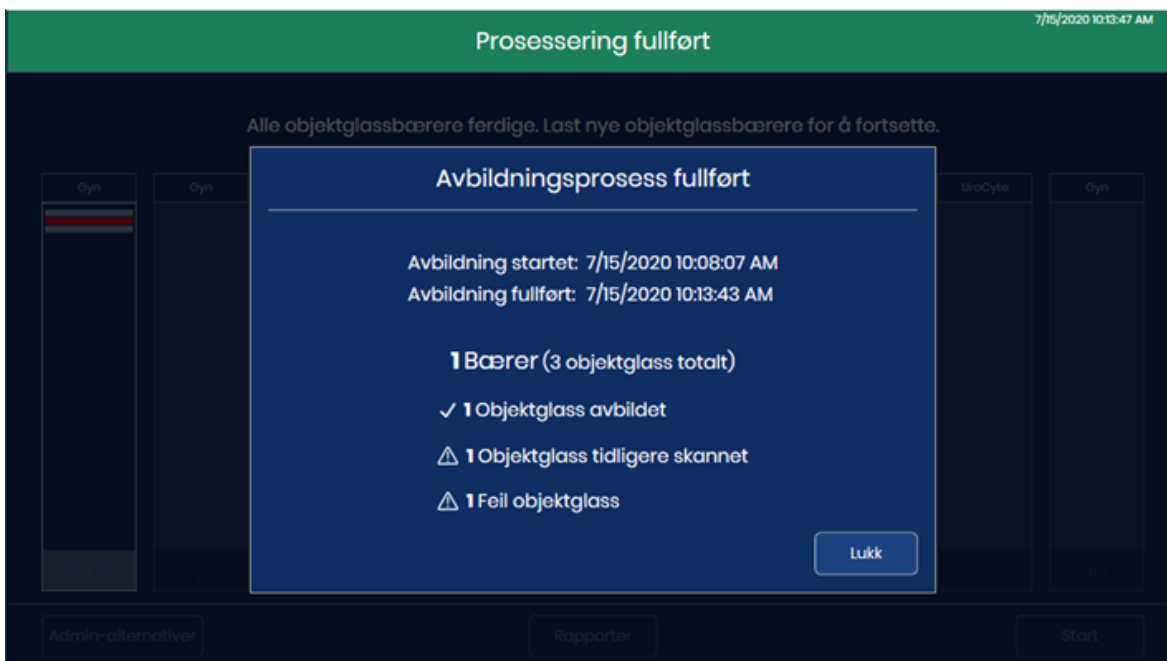 7/15/2020 10:13:47 AM
Prosessering fullført
Alle objektglassbærere ferdige. Last nye objektglassbærere for å fortsette.
Gyn
Gyn
UroCyte
Gyn
Avbildningsprosess fullført
Avbildning startet: 7/15/2020 10:08:07 AM
Avbildning fullført: 7/15/2020 10:13:43 AM
1 Bærer (3 objektglass totalt)
1 Objektglass avbildet
1 Objektglass tidligere skannet
1 Feil objektglass
Lukk
1
2
9
10
Admin-alternativer
Rapporter
Start